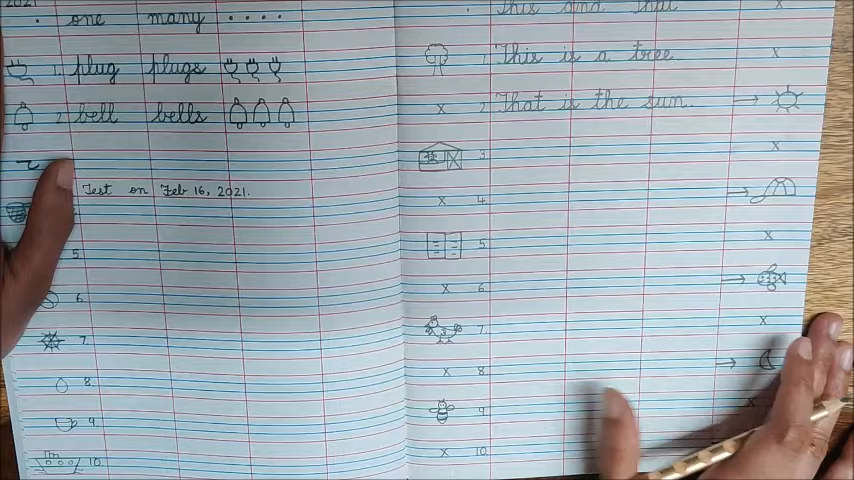 2021
one many
1. plug plugs
2. bell bells
Test on Feb 16, 2021.
5.
6.
7.
8.
9.
10.
This and that
x
1. This is a tree. x
x 2. That is the sun.
3. x
x 4.
5. x
x 6.
7. x
x 8.
9. x
x 10.